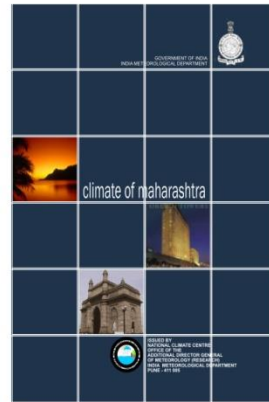 GOVERNMENT OF INDIA
INDIA METEOROLOGICAL DEPARTMENT
climate of maharashtra
ISSUED BY
NATIONAL CLIMATE CENTRE
OFFICE OF THE
ADDITIONAL DIRECTOR GENERAL
OF METEOROLOGY (RESEARCH)
INDIA METEOROLOGICAL DEPARTMENT
PUNE - 411 005